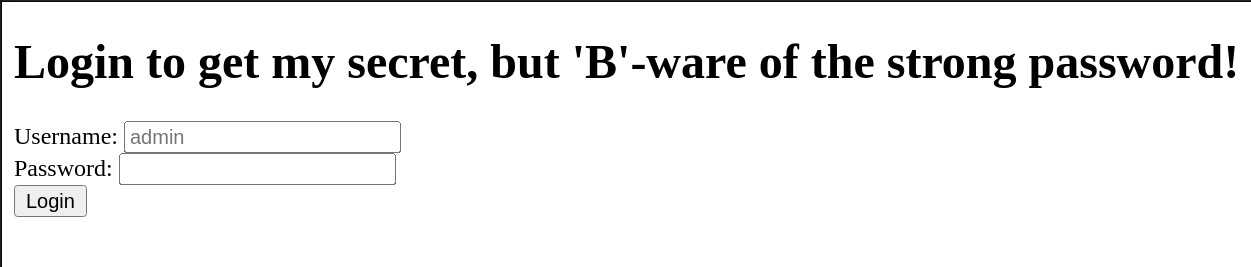 Login to get my secret, but 'B'-ware of the strong password!
Username: admin
Password:
Login